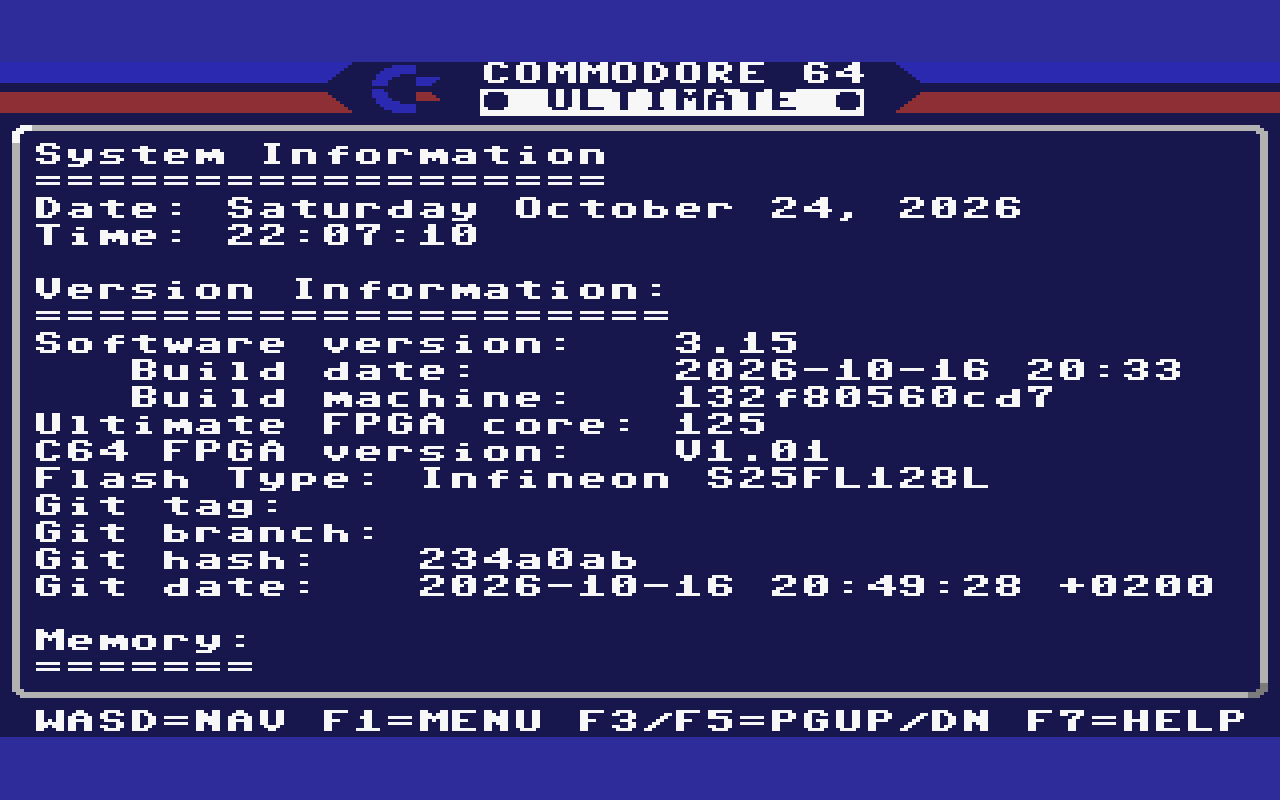 COMMODORE 64
ULTIMATE
System Information
==================
Date: Saturday October 24, 2026
Time: 22:07:10
Version Information:
====================
Software version: 3.15
Build date: 2026-10-16 20:33
Build machine: 132f80560cd7
Ultimate FPGA core: 125
C64 FPGA version: V1.01
Flash Type: Infineon S25FL128L
Git tag:
Git branch:
Git hash: 234a0ab
Git date: 2026-10-16 20:49:28 +0200
Memory:
=======
WASD=NAV F1=MENU F3/F5=PGUP/DN F7=HELP